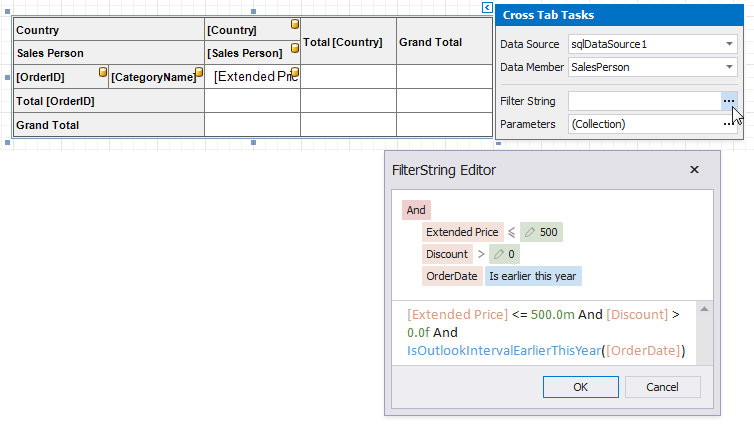 Country [Country] Total [Country] Grand Total
Sales Person [Sales Person]
[OrderID] [CategoryName] [Extended Pric
Total [OrderID]
Grand Total
Cross Tab Tasks
Data Source sqlDataSource1
Data Member SalesPerson
Filter String ...
Parameters (Collection) ...
FilterString Editor
And
Extended Price ≤ 500
Discount > 0
OrderDate Is earlier this year
[Extended Price] <= 500.0m And [Discount] >
0.0f And
IsOutlookIntervalEarlierThisYear([OrderDate])
OK Cancel